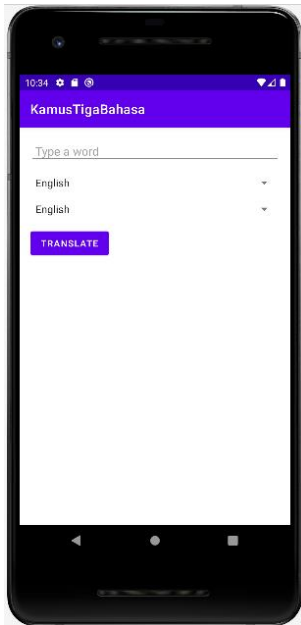 10:34
KamusTigaBahasa
Type a word
English
English
TRANSLATE